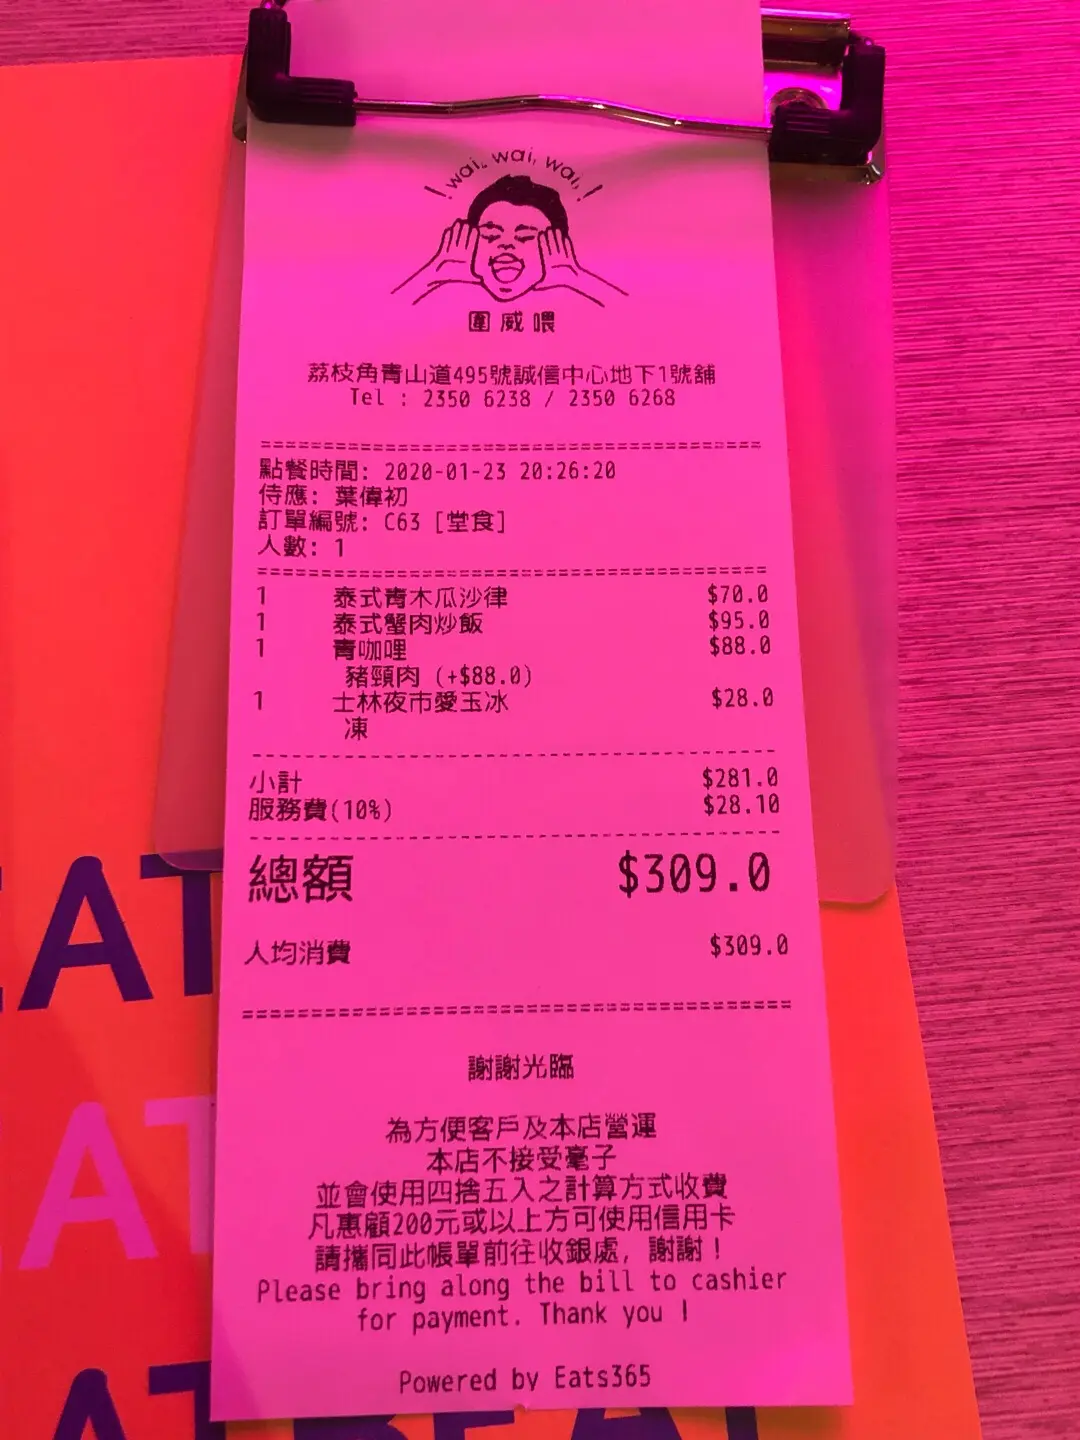 wai, wai, wai,!
圍威喂
荔枝角青山道495號誠信中心地下1號舖
Tel : 2350 6238 / 2350 6268
點餐時間: 2020-01-23 20:26:20
侍應: 葉偉初
訂單編號: C63 [堂食]
人數: 1
1 泰式青木瓜沙律 $70.0
1 泰式蟹肉炒飯 $95.0
1 青咖哩 $88.0
豬頸肉 (+$88.0)
1 士林夜市愛玉冰 $28.0
凍
小計 $281.0
服務費(10%) $28.10
總額 $309.0
人均消費 $309.0
謝謝光臨
為方便客戶及本店營運
本店不接受毫子
並會使用四捨五入之計算方式收費
凡惠顧200元或以上方可使用信用卡
請攜同此帳單前往收銀處, 謝謝!
Please bring along the bill to cashier
for payment. Thank you !
Powered by Eats365
EAT
EAT